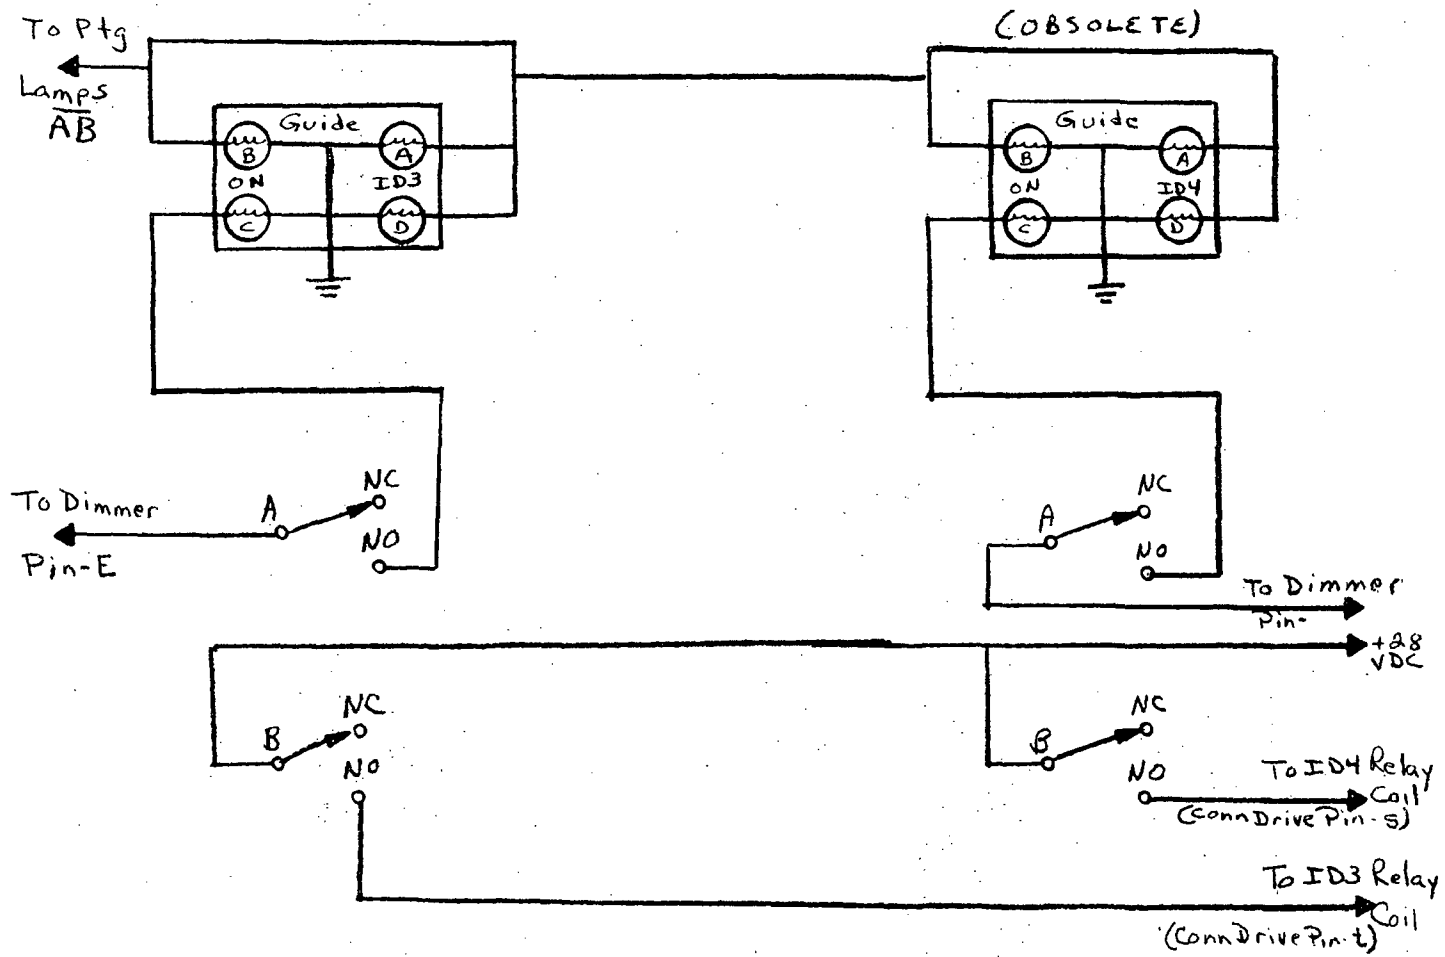 To Ptg
Lamps
AB
Guide
B
A
ON
ID3
C
D
(OBSOLETE)
Guide
B
A
ON
ID4
C
D
To Dimmer
Pin-E
A
NC
NO
A
NC
NO
To Dimmer
Pin-
+28
VDC
B
NC
NO
B
NC
NO
To ID4 Relay
Coil
(Conn Drive Pin-s)
To ID3 Relay
Coil
(Conn Drive Pin-t)